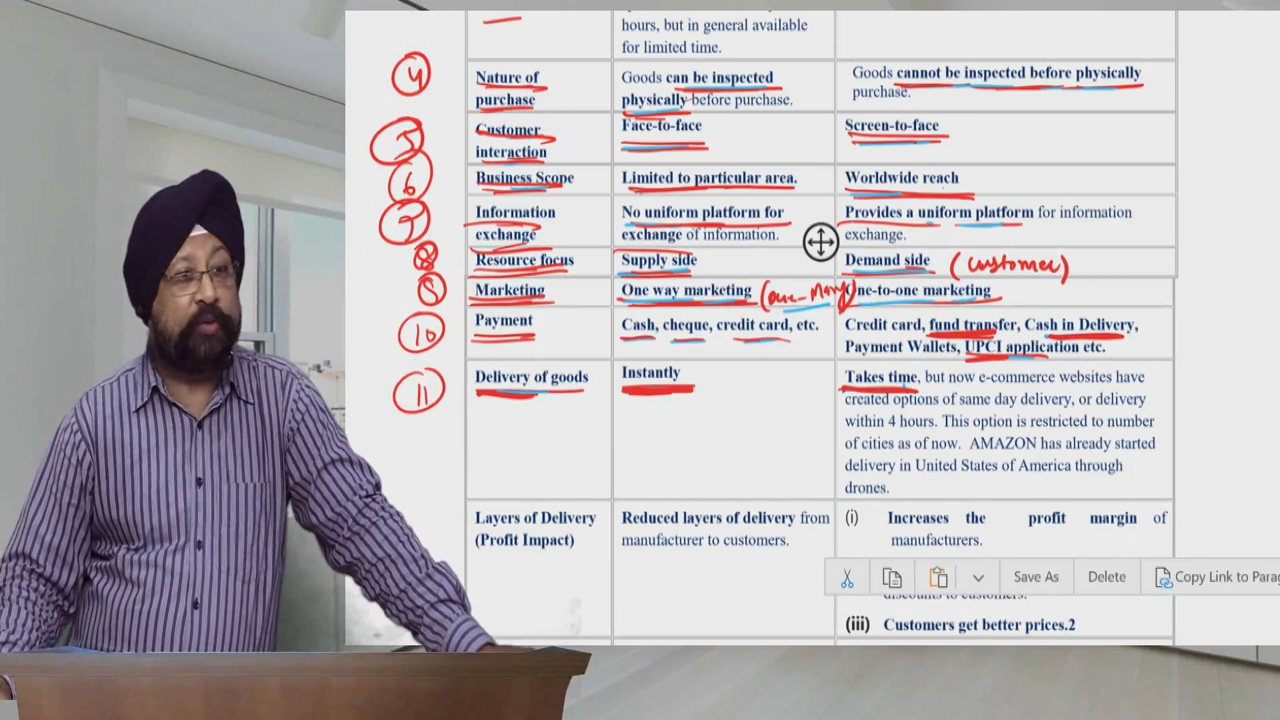 hours, but in general available
for limited time.
4
Nature of
purchase
Goods can be inspected
physically before purchase.
Goods cannot be inspected before physically
purchase.
5
Customer
interaction
Face-to-face
Screen-to-face
6
Business Scope
Limited to particular area.
Worldwide reach
7
Information
exchange
No uniform platform for
exchange of information.
Provides a uniform platform for information
exchange.
8
Resource focus
Supply side
Demand side
(customer)
9
Marketing
One way marketing
(one-Many)
One-to-one marketing
10
Payment
Cash, cheque, credit card, etc.
Credit card, fund transfer, Cash in Delivery,
Payment Wallets, UPCI application etc.
11
Delivery of goods
Instantly
Takes time, but now e-commerce websites have
created options of same day delivery, or delivery
within 4 hours. This option is restricted to number
of cities as of now. AMAZON has already started
delivery in United States of America through
drones.
Layers of Delivery
(Profit Impact)
Reduced layers of delivery from
manufacturer to customers.
(i) Increases the profit margin of
manufacturers.
Save As
Delete
Copy Link to Parag
discounts to customers.
(iii) Customers get better prices.2